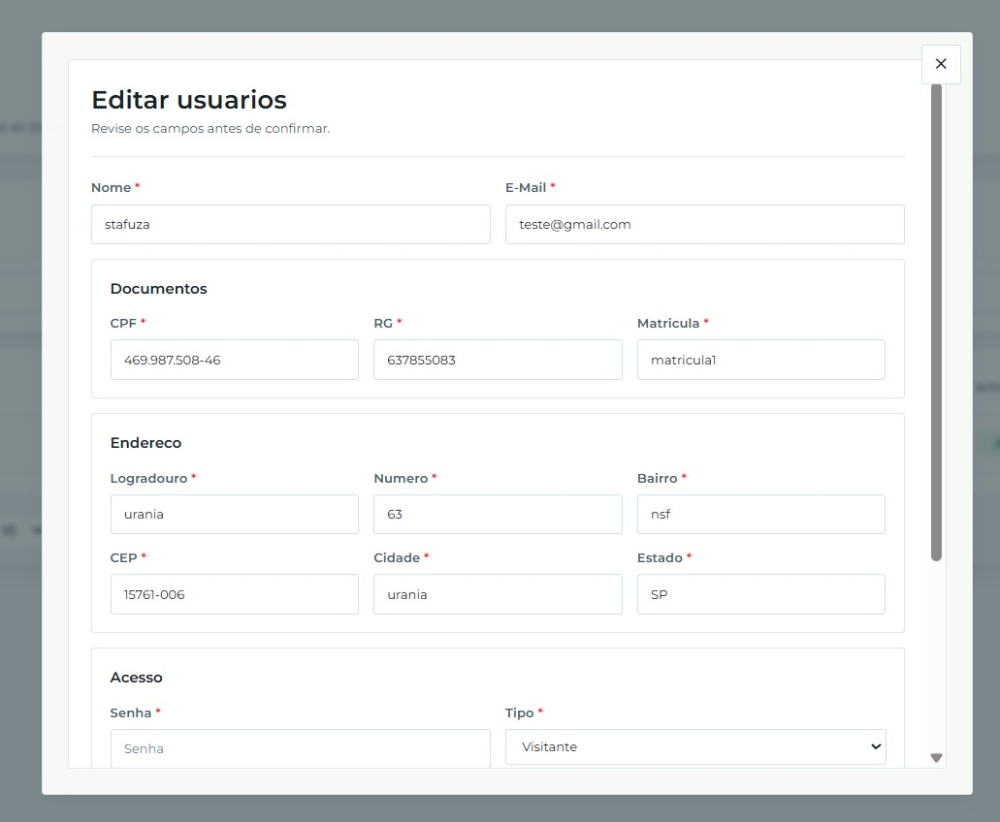 Editar usuarios
Revise os campos antes de confirmar.
Nome * E-Mail *
stafuza teste@gmail.com
Documentos
CPF * RG * Matricula *
469.987.508-46 637855083 matricula1
Endereco
Logradouro * Numero * Bairro *
urania 63 nsf
CEP * Cidade * Estado *
15761-006 urania SP
Acesso
Senha * Tipo *
Senha Visitante